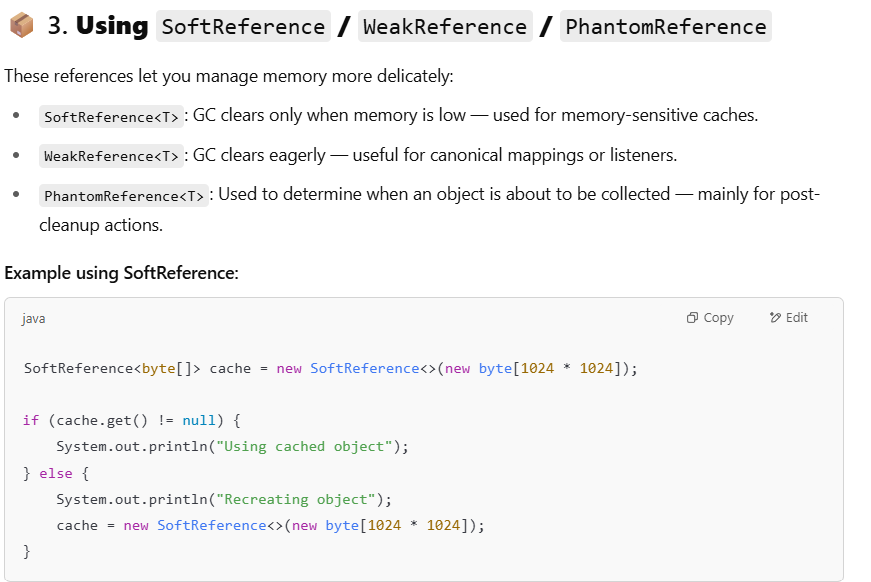 📦 3. Using SoftReference / WeakReference / PhantomReference
These references let you manage memory more delicately:
• SoftReference<T>: GC clears only when memory is low — used for memory-sensitive caches.
• WeakReference<T>: GC clears eagerly — useful for canonical mappings or listeners.
• PhantomReference<T>: Used to determine when an object is about to be collected — mainly for post-
cleanup actions.
Example using SoftReference:
java Copy Edit
SoftReference<byte[]> cache = new SoftReference<>(new byte[1024 * 1024]);
if (cache.get() != null) {
    System.out.println("Using cached object");
} else {
    System.out.println("Recreating object");
    cache = new SoftReference<>(new byte[1024 * 1024]);
}